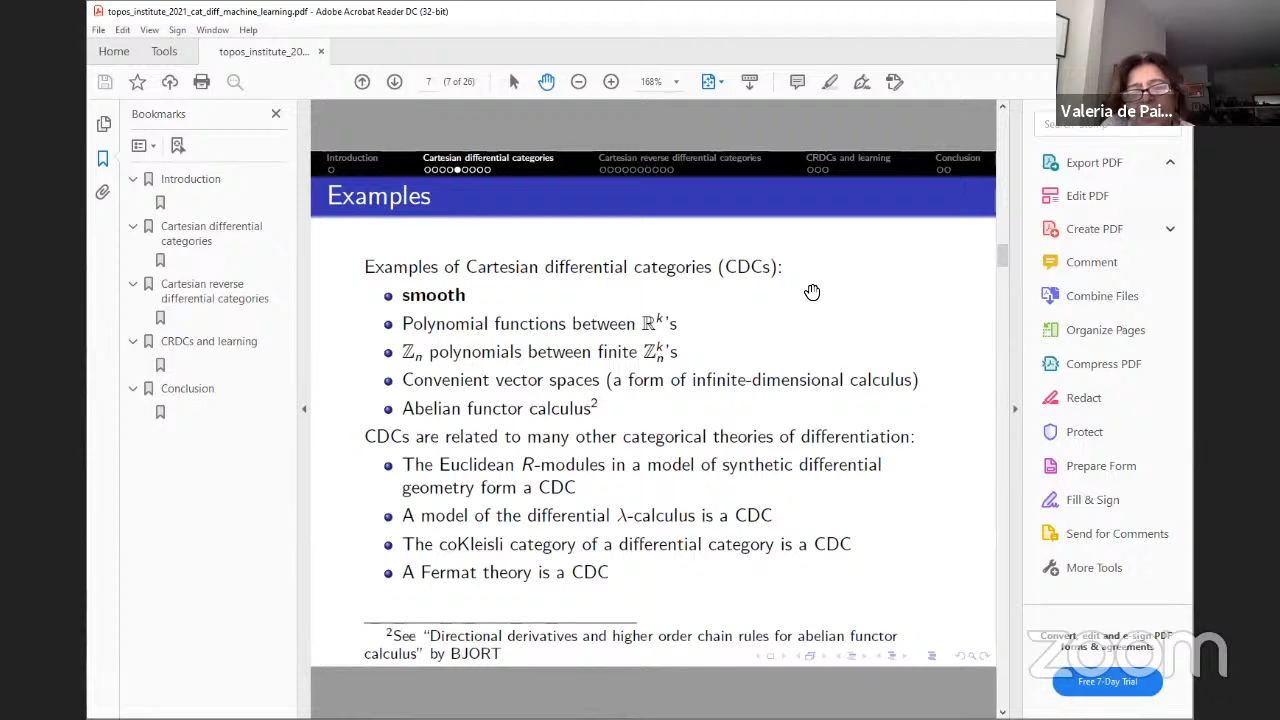 topos_institute_2021_cat_diff_machine_learning.pdf - Adobe Acrobat Reader DC (32-bit)
File Edit View Sign Window Help
Home Tools topos_institute_20... ×
7 (7 of 26) 168%
Valeria de Pai...
Bookmarks
Introduction
Cartesian differential
categories
Cartesian reverse
differential categories
CRDCs and learning
Conclusion
Introduction Cartesian differential categories Cartesian reverse differential categories CRDCs and learning Conclusion
Examples
Examples of Cartesian differential categories (CDCs):
smooth
Polynomial functions between ℝᵏ's
ℤₙ polynomials between finite ℤₙᵏ's
Convenient vector spaces (a form of infinite-dimensional calculus)
Abelian functor calculus²
CDCs are related to many other categorical theories of differentiation:
The Euclidean R-modules in a model of synthetic differential
geometry form a CDC
A model of the differential λ-calculus is a CDC
The coKleisli category of a differential category is a CDC
A Fermat theory is a CDC
²See “Directional derivatives and higher order chain rules for abelian functor
calculus” by BJORT
Export PDF
Edit PDF
Create PDF
Comment
Combine Files
Organize Pages
Compress PDF
Redact
Protect
Prepare Form
Fill & Sign
Send for Comments
More Tools
Convert, edit and e-sign PDF
forms & agreements
Free 7-Day Trial
zoom